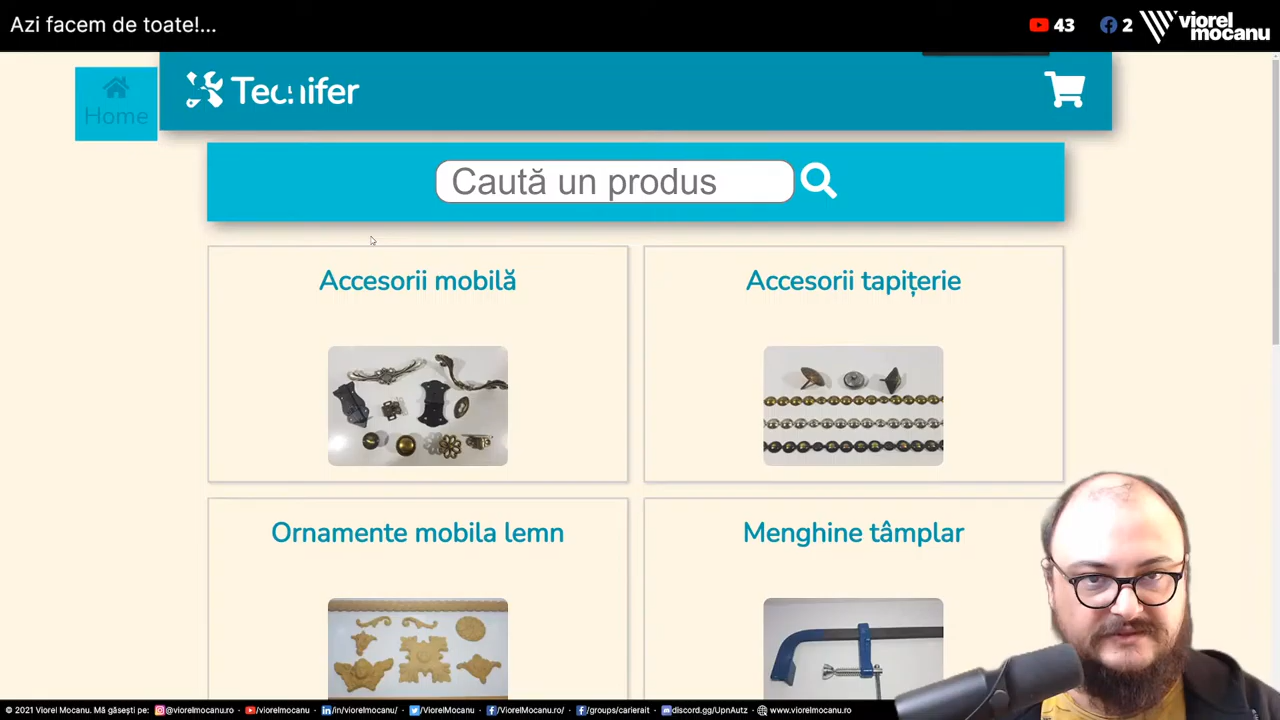 Azi facem de toate!...
43
2
viorel
mocanu
Home
Tecnifer
Caută un produs
Accesorii mobilă
Accesorii tapițerie
Ornamente mobila lemn
Menghine tâmplar
© 2021 Viorel Mocanu. Mă găsești pe: @viorelmocanu /viorelmocanu /in/viorelmocanu/ /ViorelMocanu /ViorelMocanu.ro/ /groups/carierait discord.gg/UpnAutz www.viorelmocanu.ro